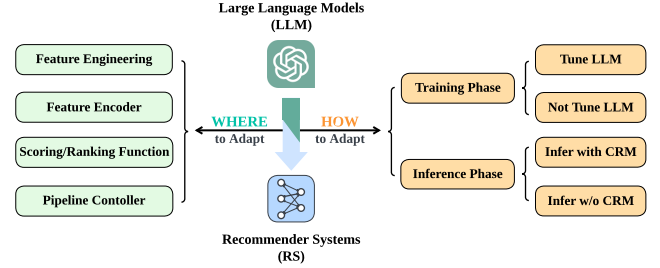 Large Language Models
(LLM)
Feature Engineering
Feature Encoder
Scoring/Ranking Function
Pipeline Contoller
WHERE
to Adapt
HOW
to Adapt
Training Phase
Inference Phase
Tune LLM
Not Tune LLM
Infer with CRM
Infer w/o CRM
Recommender Systems
(RS)